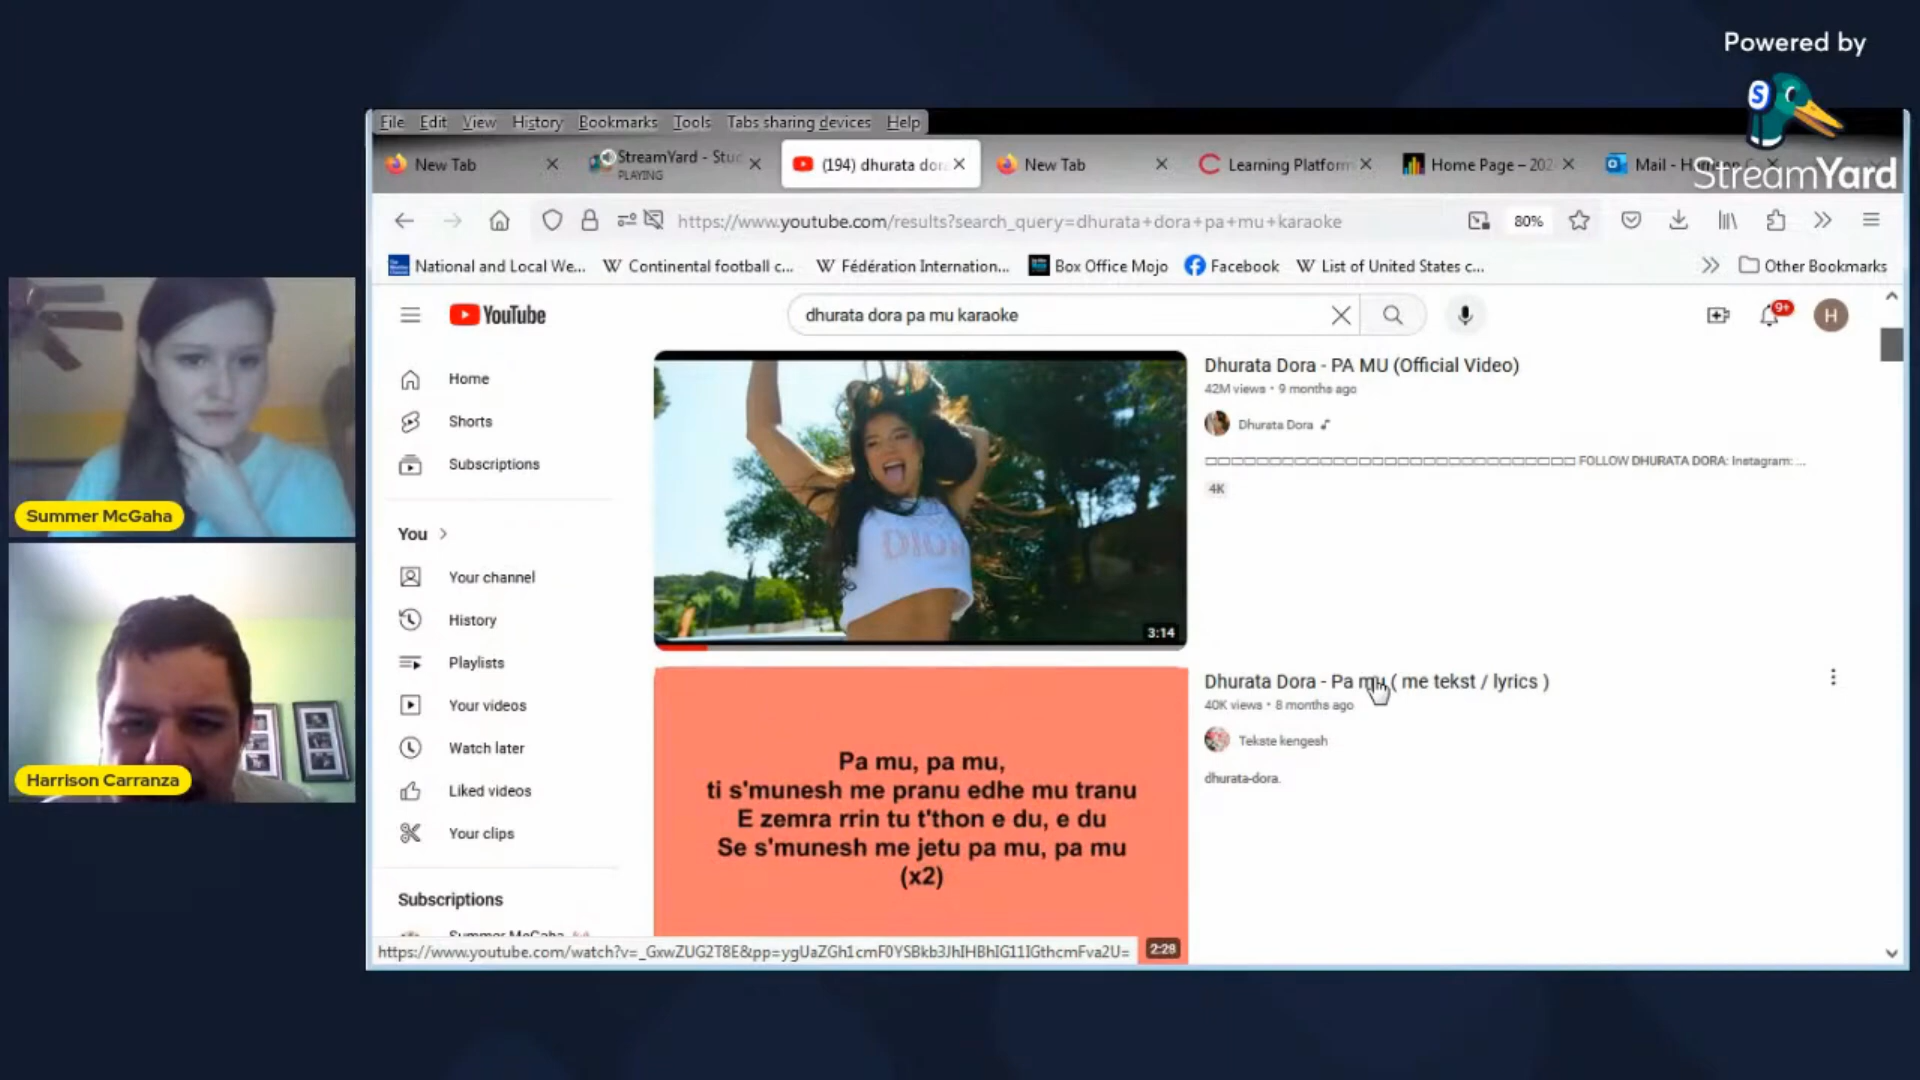 Powered by
StreamYard
File Edit View History Bookmarks Tools Tabs sharing devices Help
New Tab
StreamYard - Stu
PLAYING
(194) dhurata dor
New Tab
Learning Platform
Home Page – 202
Mail - 
https://www.youtube.com/results?search_query=dhurata+dora+pa+mu+karaoke
80%
National and Local We...
Continental football c...
Fédération Internation...
Box Office Mojo
Facebook
List of United States c...
Other Bookmarks
YouTube
dhurata dora pa mu karaoke
9+
H
Home
Shorts
Subscriptions
You
Your channel
History
Playlists
Your videos
Watch later
Liked videos
Your clips
Subscriptions
Summer McGaha
DIOR
3:14
Dhurata Dora - PA MU (Official Video)
42M views • 9 months ago
Dhurata Dora
FOLLOW DHURATA DORA: Instagram: ...
4K
Pa mu, pa mu,
ti s'munesh me pranu edhe mu tranu
E zemra rrin tu t'thon e du, e du
Se s'munesh me jetu pa mu, pa mu
(x2)
2:28
Dhurata Dora - Pa mu ( me tekst / lyrics )
40K views • 8 months ago
Tekste kengesh
dhurata-dora.
https://www.youtube.com/watch?v=_GxwZUG2T8E&pp=ygUaZGh1cmF0YSBkb3JhIHBhIG11IGthcmFva2U=
Summer McGaha
Harrison Carranza